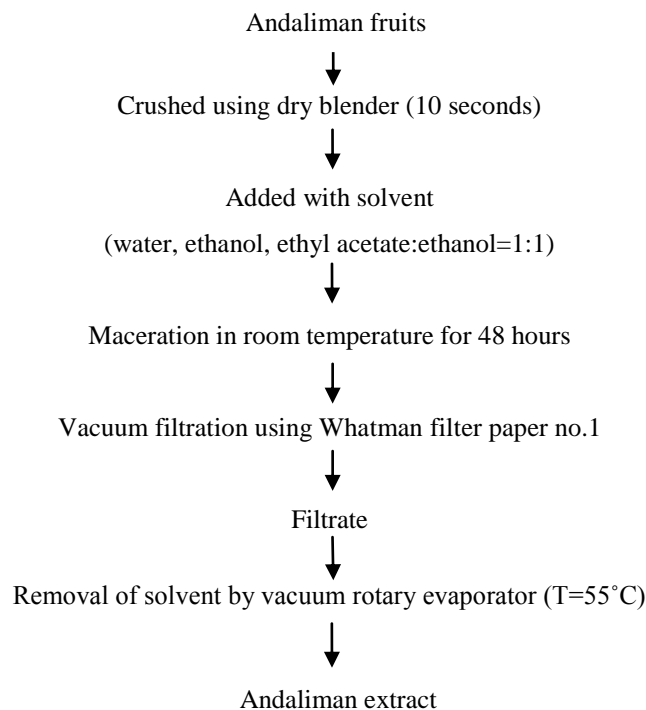 Andaliman fruits
Crushed using dry blender (10 seconds)
Added with solvent
(water, ethanol, ethyl acetate:ethanol=1:1)
Maceration in room temperature for 48 hours
Vacuum filtration using Whatman filter paper no.1
Filtrate
Removal of solvent by vacuum rotary evaporator (T=55˚C)
Andaliman extract